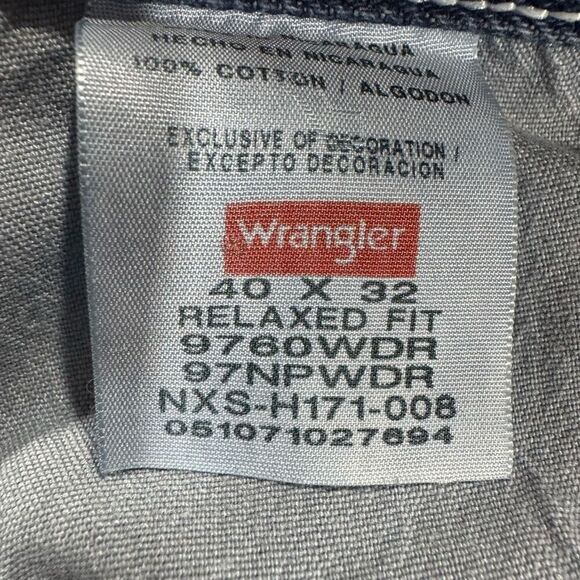 NICARAGUA
HECHO EN NICARAGUA
100% COTTON / ALGODON
EXCLUSIVE OF DECORATION /
EXCEPTO DECORACION
Wrangler
40 X 32
RELAXED FIT
9760WDR
97NPWDR
NXS-H171-008
051071027694